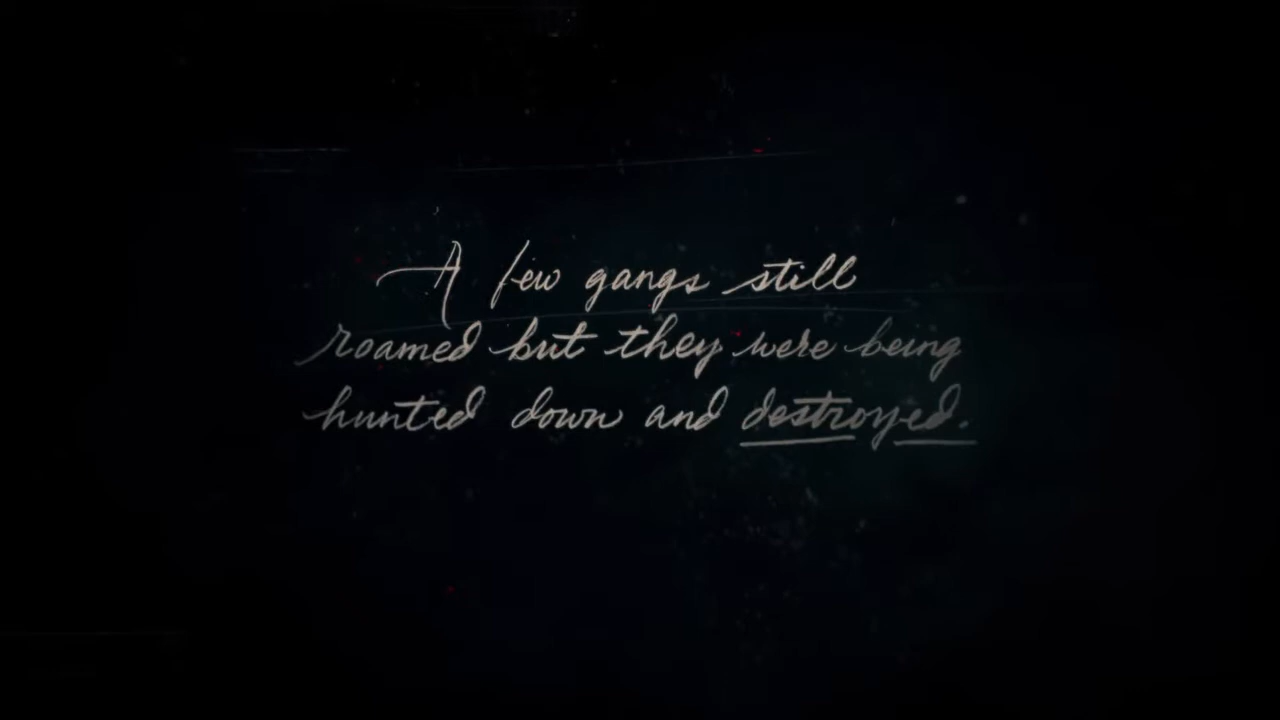 A few gangs still
roamed but they were being
hunted down and destroyed.